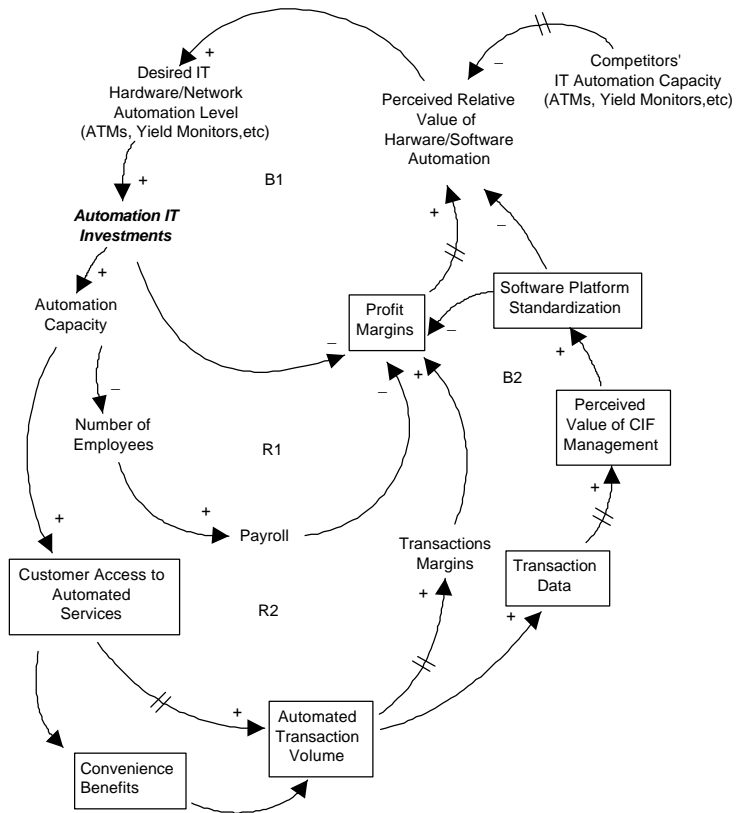 Desired IT
Hardware/Network
Automation Level
(ATMs, Yield Monitors,etc)
+
Competitors'
IT Automation Capacity
(ATMs, Yield Monitors,etc)
–
Perceived Relative
Value of
Harware/Software
Automation
+
B1
Automation IT
Investments
+
–
+
Automation
Capacity
Profit
Margins
Software Platform
Standardization
–
–
–
+
–
+
B2
Number of
Employees
Perceived
Value of CIF
Management
–
R1
+
+
+
Payroll
Transactions
Margins
Transaction
Data
Customer Access to
Automated
Services
R2
+
+
+
Automated
Transaction
Volume
Convenience
Benefits